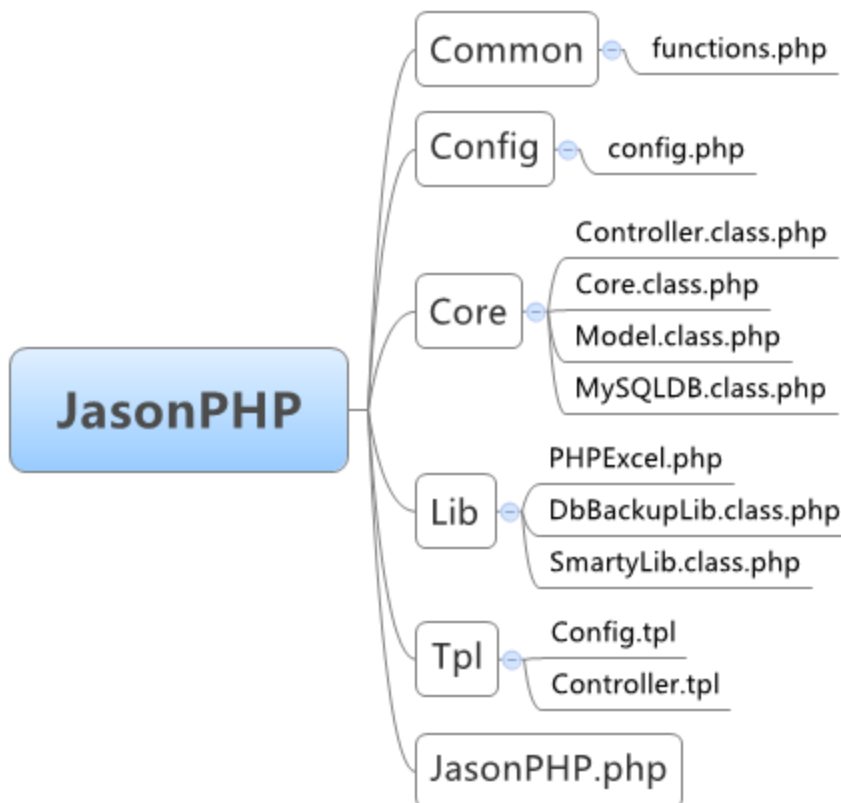 Common
functions.php
Config
config.php
Controller.class.php
Core.class.php
Core
Model.class.php
MySQLDB.class.php
JasonPHP
PHPExcel.php
Lib
DbBackupLib.class.php
SmartyLib.class.php
Config.tpl
Tpl
Controller.tpl
JasonPHP.php